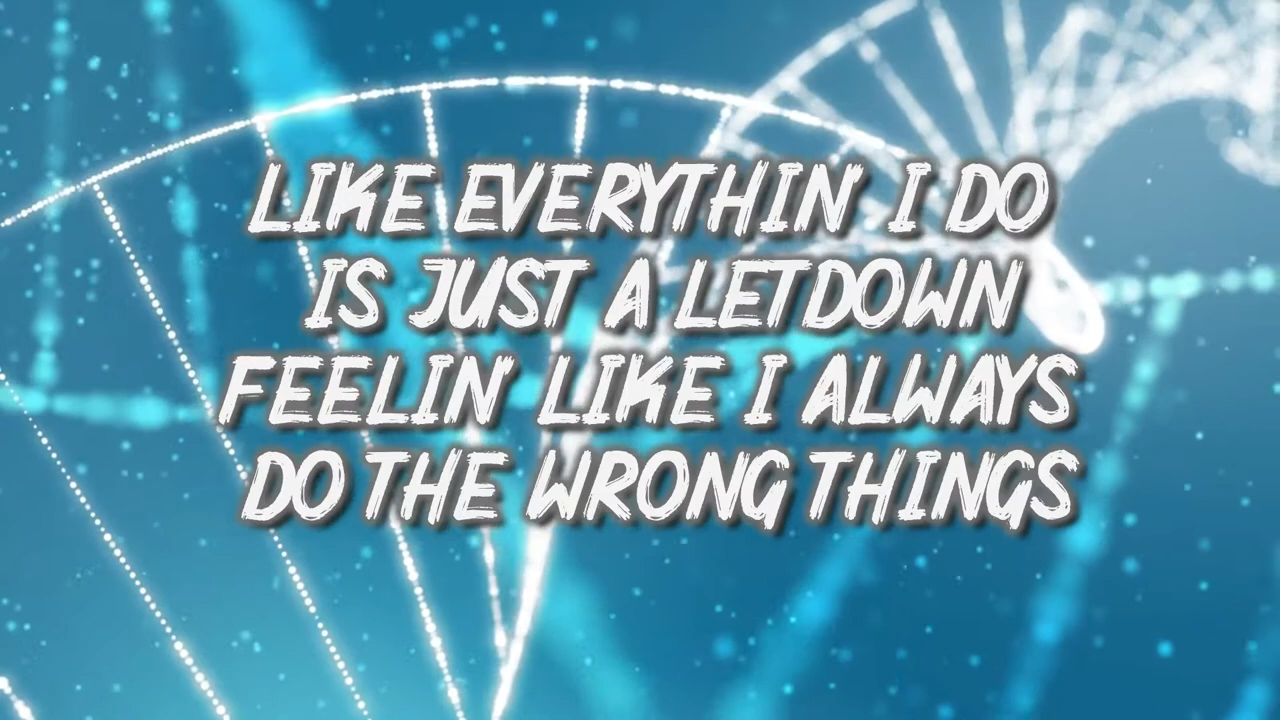 LIKE EVERYTHIN' I DO
IS JUST A LETDOWN
FEELIN' LIKE I ALWAYS
DO THE WRONG THINGS